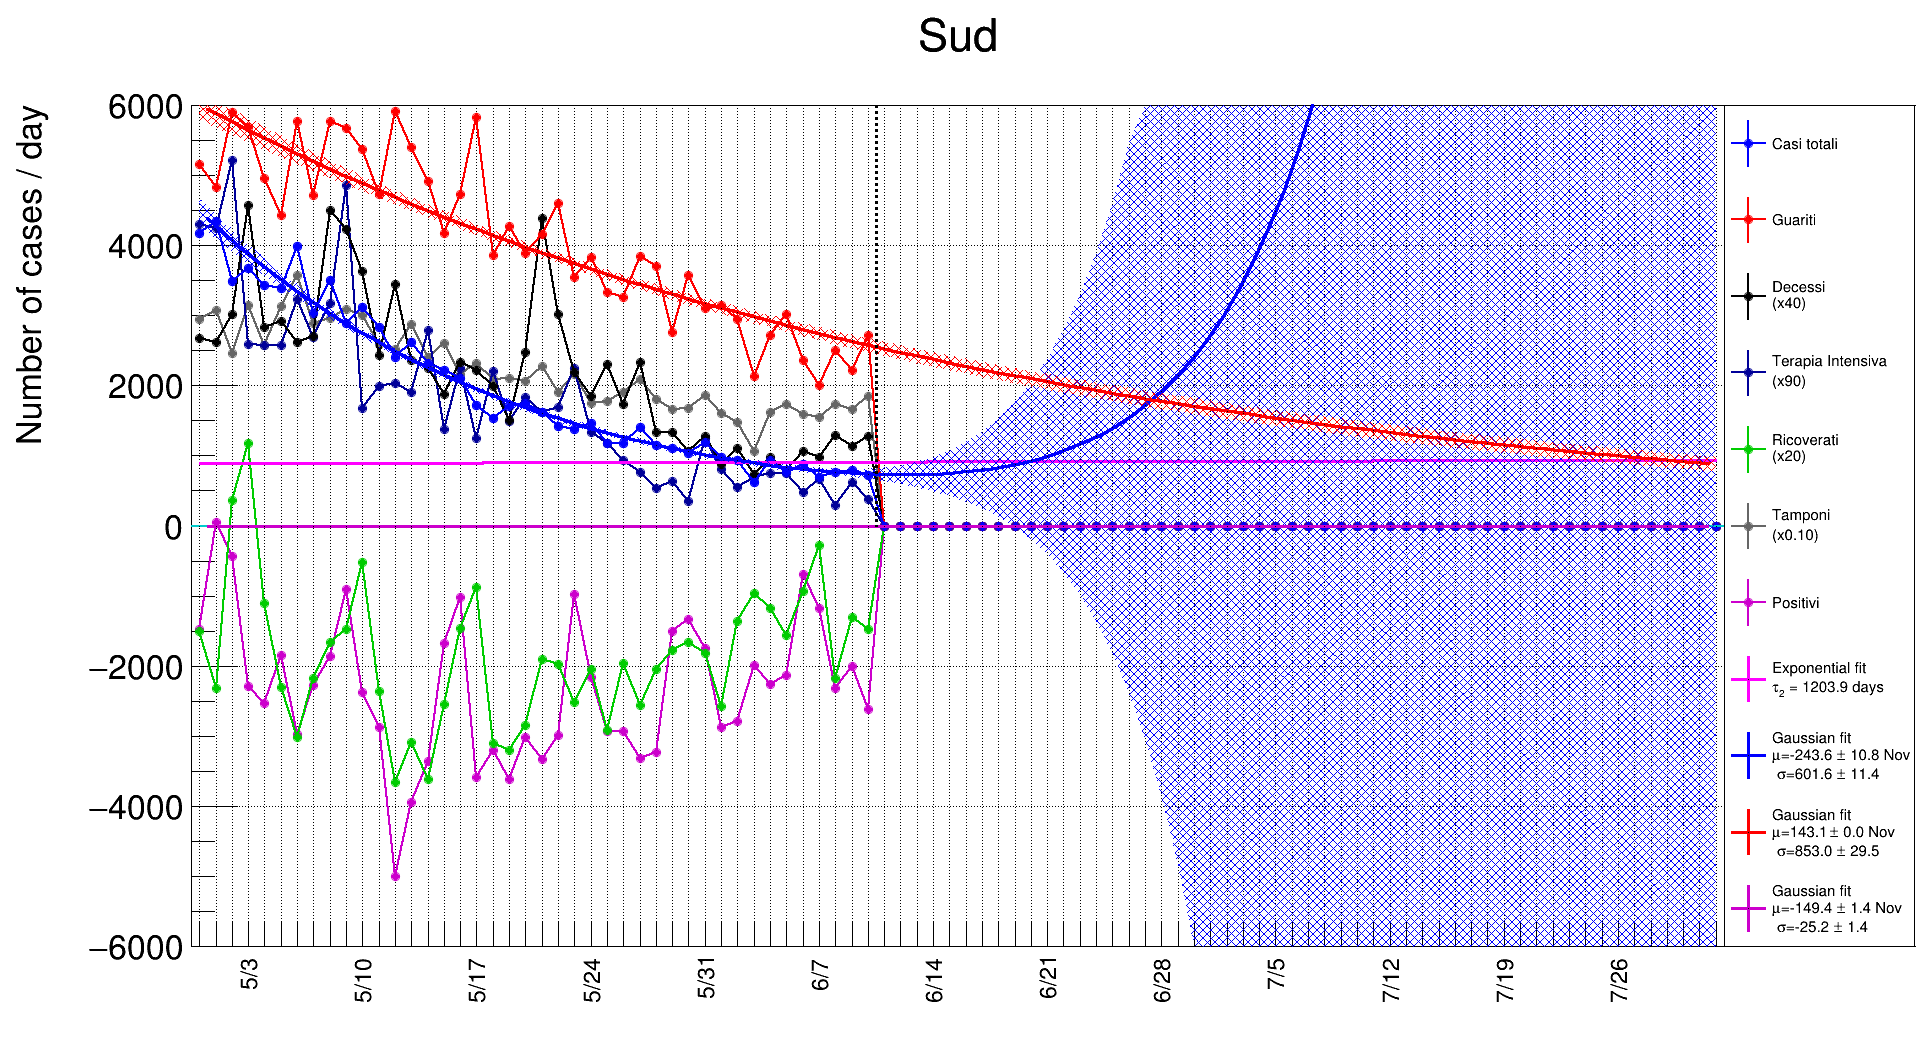 Sud
Number of cases / day
6000
4000
2000
0
−2000
−4000
−6000
5/3
5/10
5/17
5/24
5/31
6/7
6/14
6/21
6/28
7/5
7/12
7/19
7/26
Casi totali
Guariti
Decessi
(x40)
Terapia Intensiva
(x90)
Ricoverati
(x20)
Tamponi
(x0.10)
Positivi
Exponential fit
τ₂ = 1203.9 days
Gaussian fit
μ=-243.6 ± 10.8 Nov
σ=601.6 ± 11.4
Gaussian fit
μ=143.1 ± 0.0 Nov
σ=853.0 ± 29.5
Gaussian fit
μ=-149.4 ± 1.4 Nov
σ=-25.2 ± 1.4